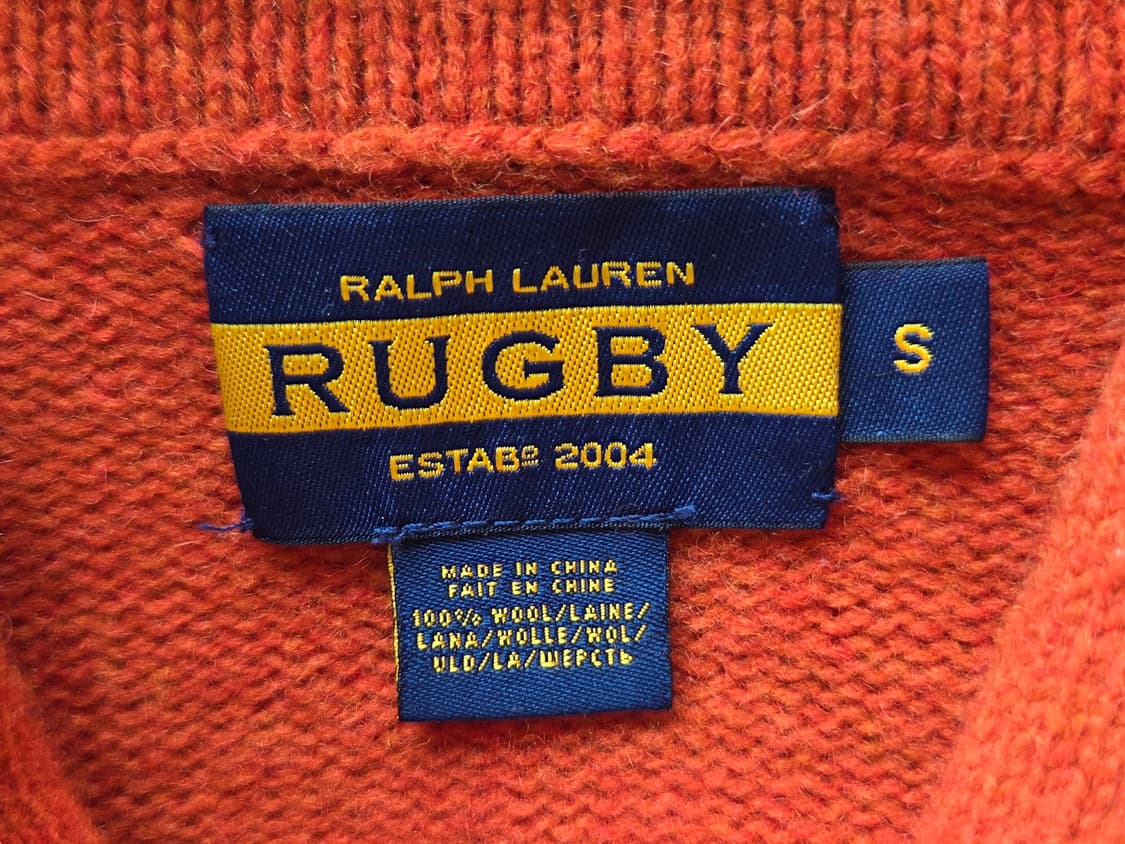 RALPH LAUREN
RUGBY
ESTABº 2004
S
MADE IN CHINA
FAIT EN CHINE
100% WOOL/LAINE/
LANA/WOLLE/WOL/
ULD/LA/ШЕРСТЬ